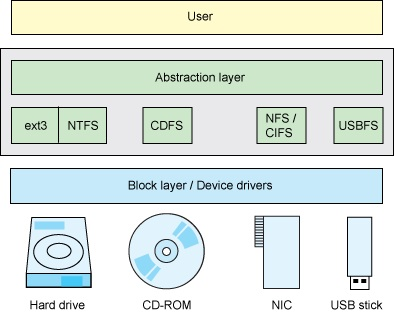 User
Abstraction layer
ext3 NTFS CDFS NFS / CIFS USBFS
Block layer / Device drivers
Hard drive CD-ROM NIC USB stick